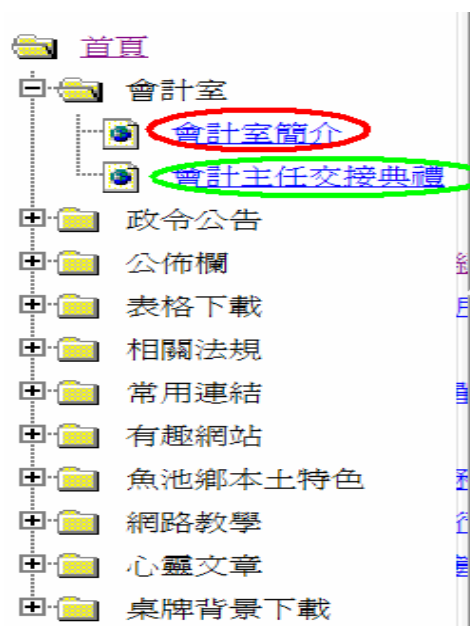 首頁
會計室
會計室簡介
會計主任交接典禮
政令公告
公佈欄
表格下載
相關法規
常用連結
有趣網站
魚池鄉本土特色
網路教學
心靈文章
桌牌背景下載